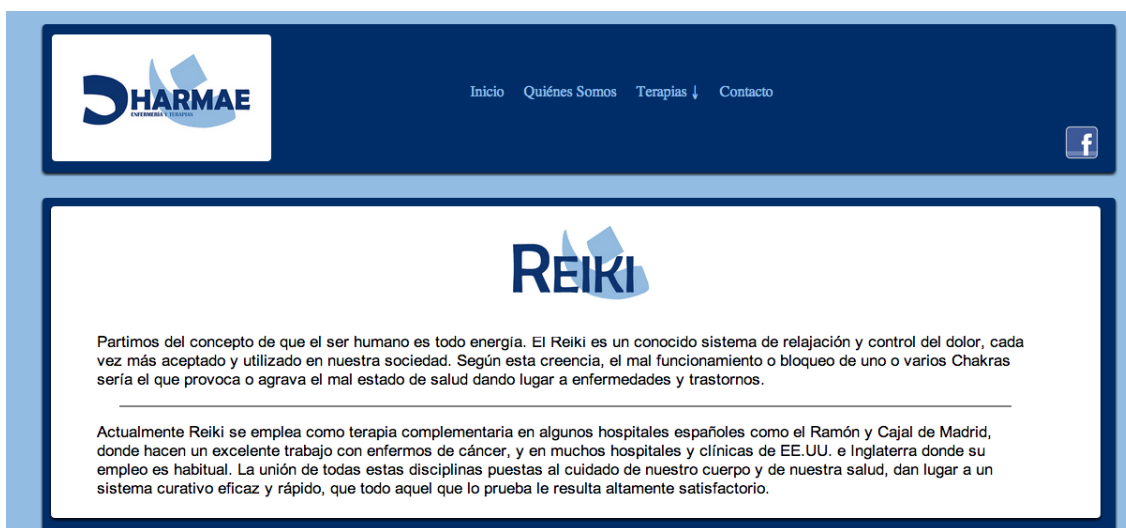 DHARMAE
ENFERMERÍA Y TERAPIAS
Inicio Quiénes Somos Terapias ↓ Contacto
f
REIKI
Partimos del concepto de que el ser humano es todo energía. El Reiki es un conocido sistema de relajación y control del dolor, cada
vez más aceptado y utilizado en nuestra sociedad. Según esta creencia, el mal funcionamiento o bloqueo de uno o varios Chakras
sería el que provoca o agrava el mal estado de salud dando lugar a enfermedades y trastornos.
Actualmente Reiki se emplea como terapia complementaria en algunos hospitales españoles como el Ramón y Cajal de Madrid,
donde hacen un excelente trabajo con enfermos de cáncer, y en muchos hospitales y clínicas de EE.UU. e Inglaterra donde su
empleo es habitual. La unión de todas estas disciplinas puestas al cuidado de nuestro cuerpo y de nuestra salud, dan lugar a un
sistema curativo eficaz y rápido, que todo aquel que lo prueba le resulta altamente satisfactorio.